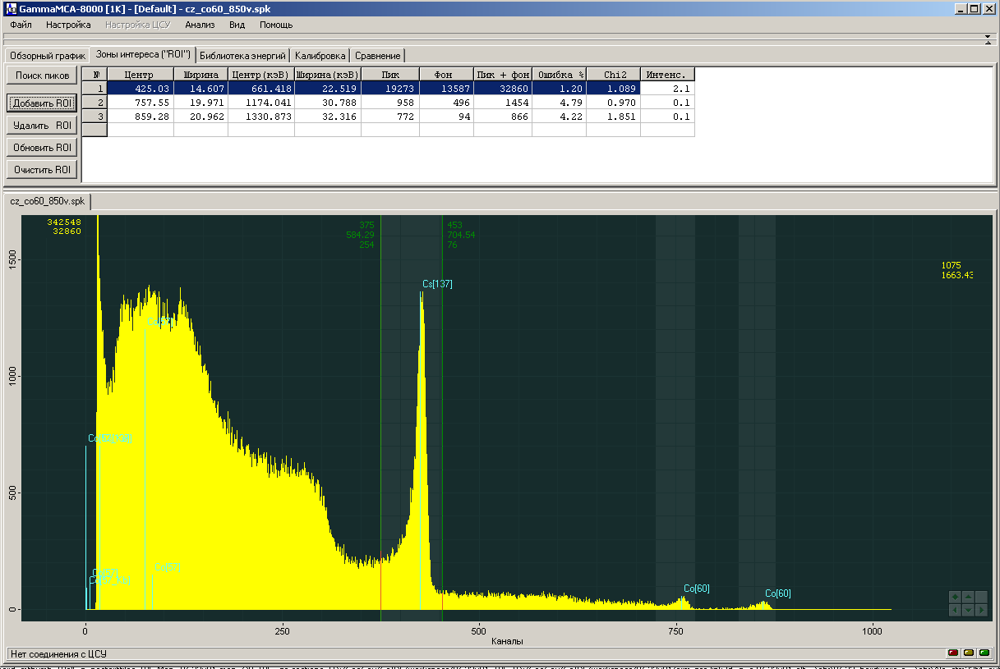 GammaMCA-8000 [1K] - [Default] - cz_co60_850v.spk
Файл Настройка Настройка ЦСУ Анализ Вид Помощь
Обзорный график Зоны интереса ("ROI") Библиотека энергий Калибровка Сравнение
Поиск пиков
Добавить ROI
Удалить ROI
Обновить ROI
Очистить ROI
№ Центр Ширина Центр(кэВ) Ширина(кэВ) Пик Фон Пик + фон Ошибка % Chi2 Интенс.
1 425.03 14.607 661.418 22.519 19273 13587 32860 1.20 1.089 2.1
2 757.55 19.971 1174.041 30.788 958 496 1454 4.79 0.970 0.1
3 859.28 20.962 1330.873 32.316 772 94 866 4.22 1.851 0.1
cz_co60_850v.spk
342548
32860
375
584.29
254
453
704.54
76
1075
1663.43
Cs[137]
Co[57]
Co[57]
Co[60]
Co[60]
1500
1000
500
0
0 250 500 750 1000
Каналы
Нет соединения с ЦСУ